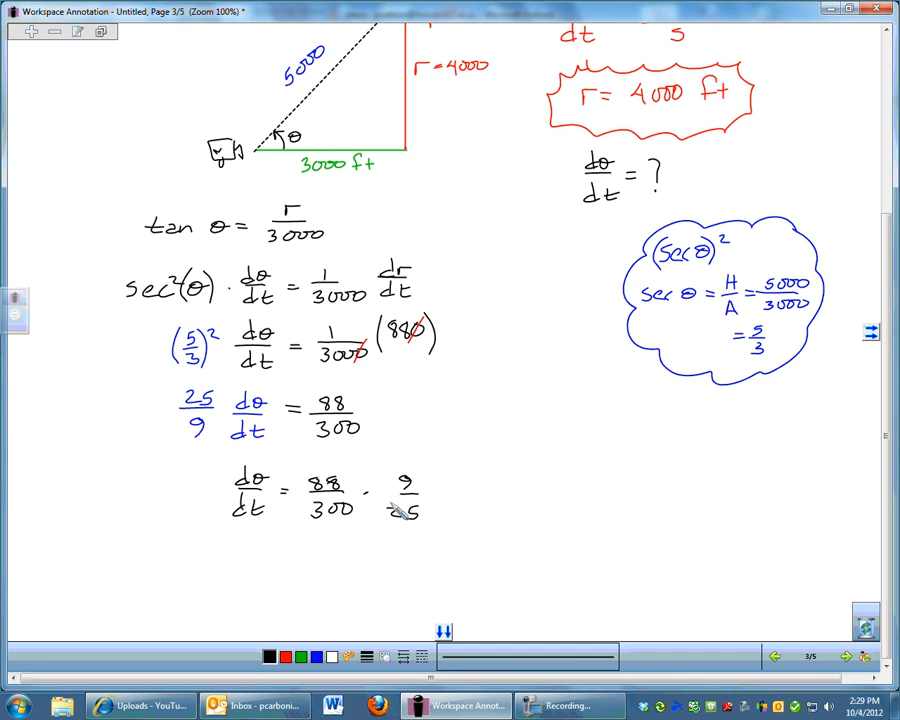 Workspace Annotation - Untitled, Page 3/5 (Zoom 100%) *
dt s
5000
r = 4000
r = 4000 ft
θ
3000 ft
dθ/dt = ?
tan θ = r/3000
(sec θ)²
sec²(θ) · dθ/dt = 1/3000 dr/dt
sec θ = H/A = 5000/3000
= 5/3
(5/3)² dθ/dt = 1/3000 (880)
25/9 dθ/dt = 88/300
dθ/dt = 88/300 · 9/25
3/5
Uploads - YouTub...
Inbox - pcarboni...
Workspace Annot...
Recording...
2:29 PM
10/4/2012